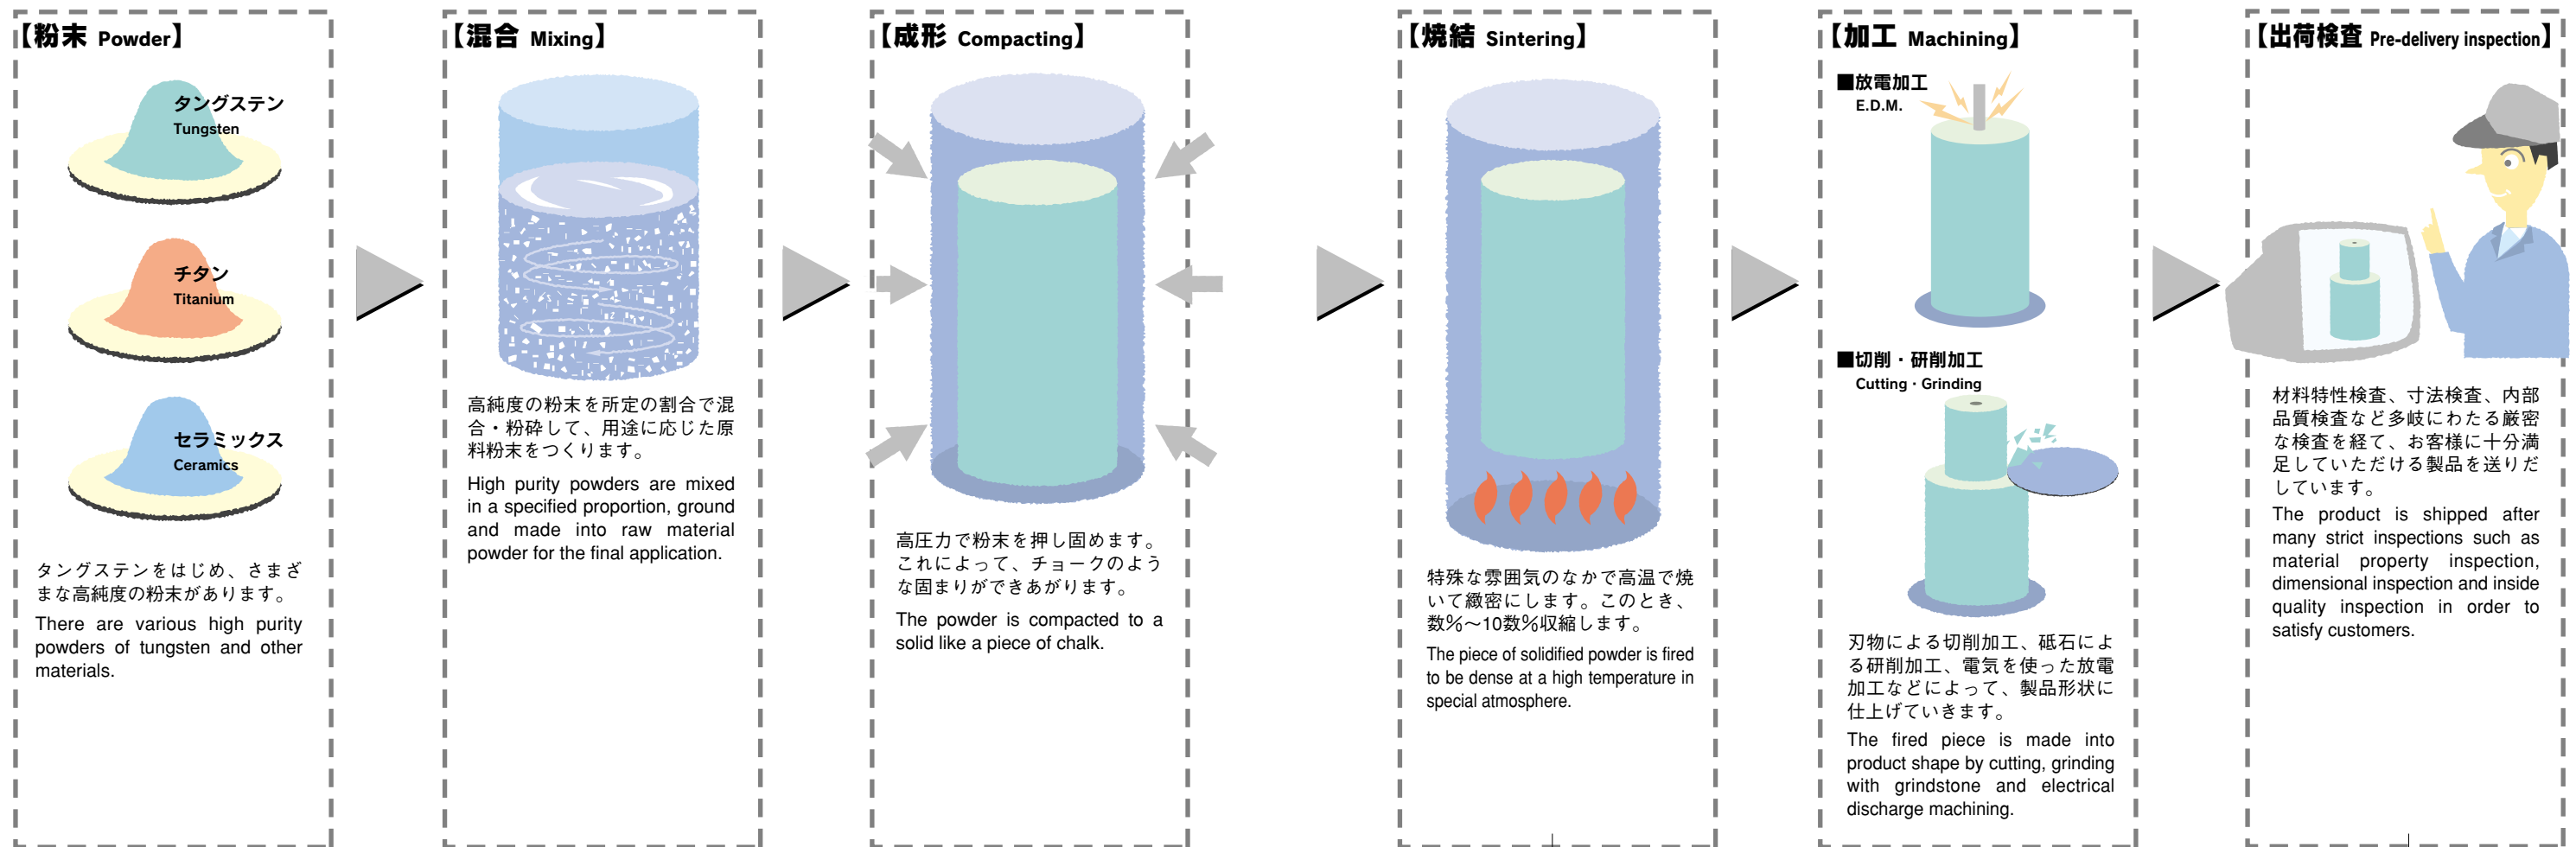 【粉末 Powder】
タングステン
Tungsten
チタン
Titanium
セラミックス
Ceramics
タングステンをはじめ、さまざ
まな高純度の粉末があります。
There are various high purity
powders of tungsten and other
materials.
【混合 Mixing】
高純度の粉末を所定の割合で混
合・粉砕して、用途に応じた原
料粉末をつくります。
High purity powders are mixed
in a specified proportion, ground
and made into raw material
powder for the final application.
【成形 Compacting】
高圧力で粉末を押し固めます。
これによって、チョークのよう
な固まりができあがります。
The powder is compacted to a
solid like a piece of chalk.
【焼結 Sintering】
特殊な雰囲気のなかで高温で焼
いて緻密にします。このとき、
数%〜10数%収縮します。
The piece of solidified powder is fired
to be dense at a high temperature in
special atmosphere.
【加工 Machining】
■放電加工
E.D.M.
■切削・研削加工
Cutting・Grinding
刃物による切削加工、砥石によ
る研削加工、電気を使った放電
加工などによって、製品形状に
仕上げていきます。
The fired piece is made into
product shape by cutting, grinding
with grindstone and electrical
discharge machining.
【出荷検査 Pre-delivery inspection】
材料特性検査、寸法検査、内部
品質検査など多岐にわたる厳密
な検査を経て、お客様に十分満
足していただける製品を送りだ
しています。
The product is shipped after
many strict inspections such as
material property inspection,
dimensional inspection and inside
quality inspection in order to
satisfy customers.